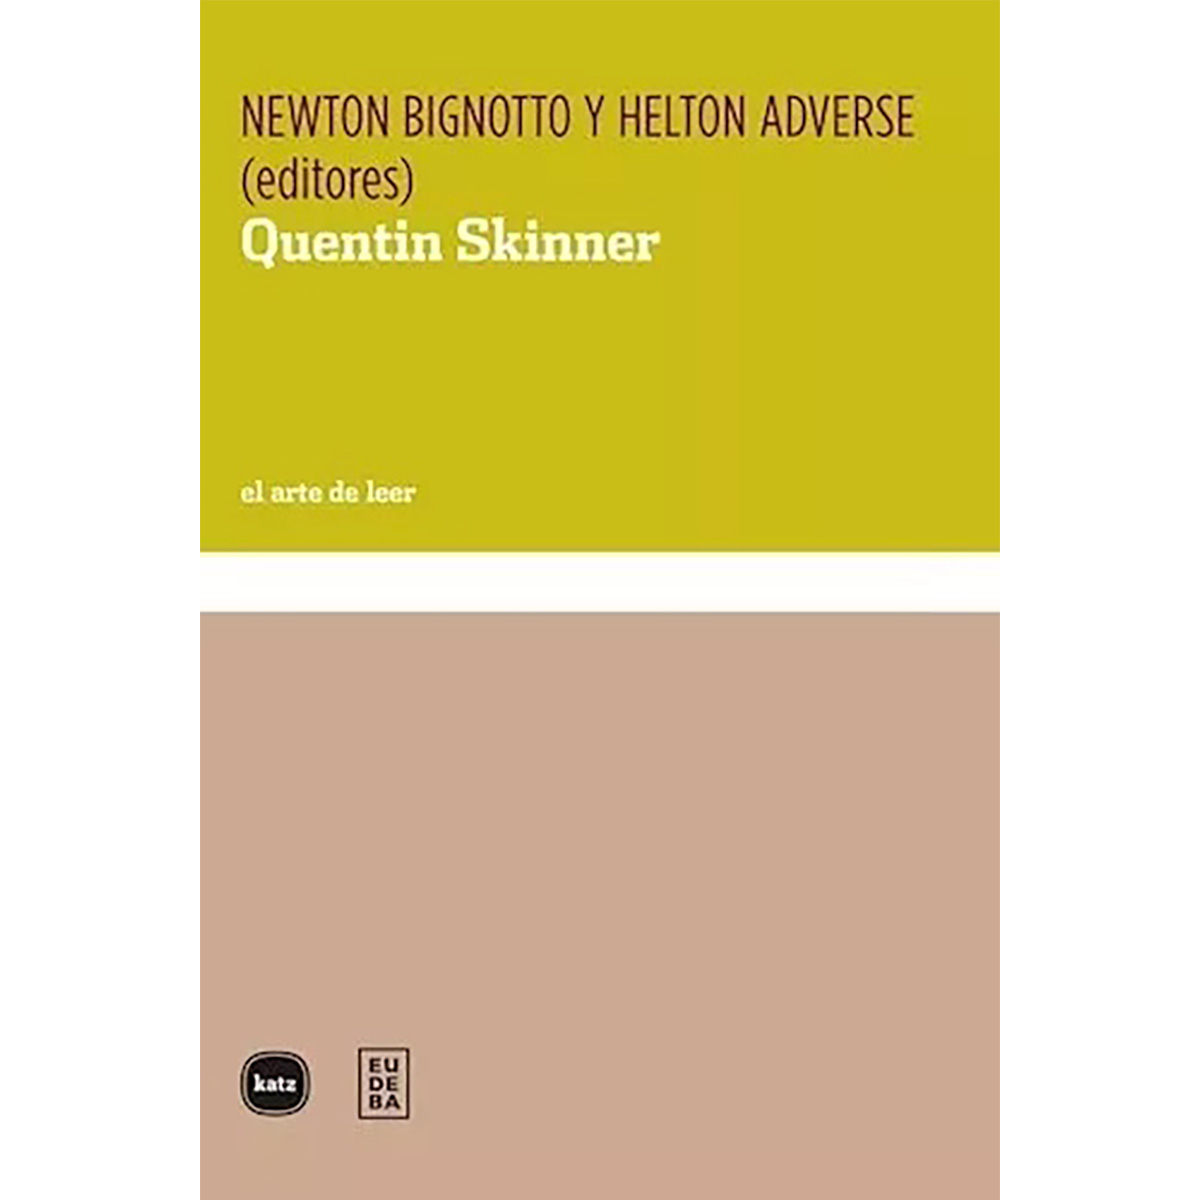 NEWTON BIGNOTTO Y HELTON ADVERSE
(editores)
Quentin Skinner
el arte de leer
katz
EU
DE
BA